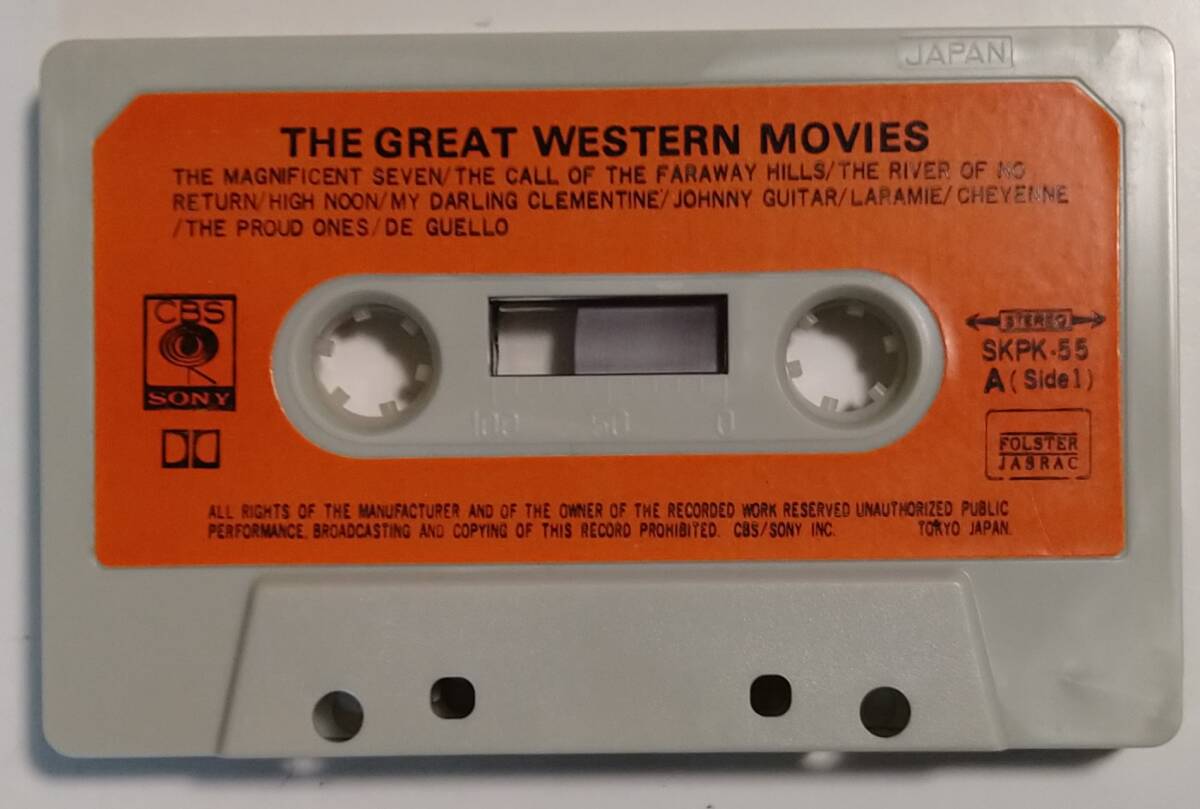 JAPAN
THE GREAT WESTERN MOVIES
THE MAGNIFICENT SEVEN/THE CALL OF THE FARAWAY HILLS/THE RIVER OF NO
RETURN/HIGH NOON/MY DARLING CLEMENTINE/JOHNNY GUITAR/LARAMIE/CHEYENNE
/THE PROUD ONES/DE GUELLO
CBS
SONY
STEREO
SKPK-55
A (Side 1)
100 50 0
FOLSTER
JASRAC
ALL RIGHTS OF THE MANUFACTURER AND OF THE OWNER OF THE RECORDED WORK RESERVED UNAUTHORIZED PUBLIC
PERFORMANCE. BROADCASTING AND COPYING OF THIS RECORD PROHIBITED. CBS/SONY INC. TOKYO JAPAN.